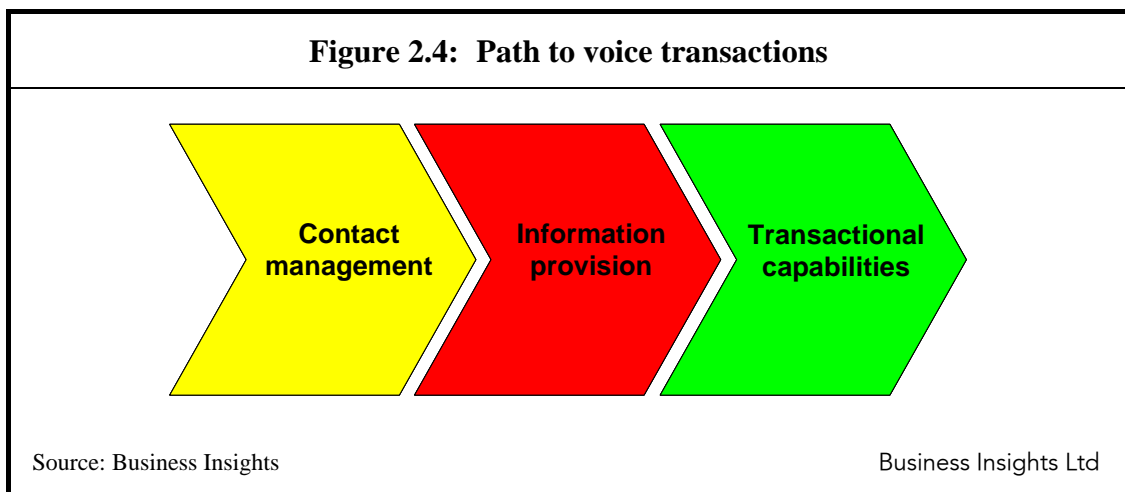 Figure 2.4: Path to voice transactions
Contact
management
Information
provision
Transactional
capabilities
Source: Business Insights
Business Insights Ltd